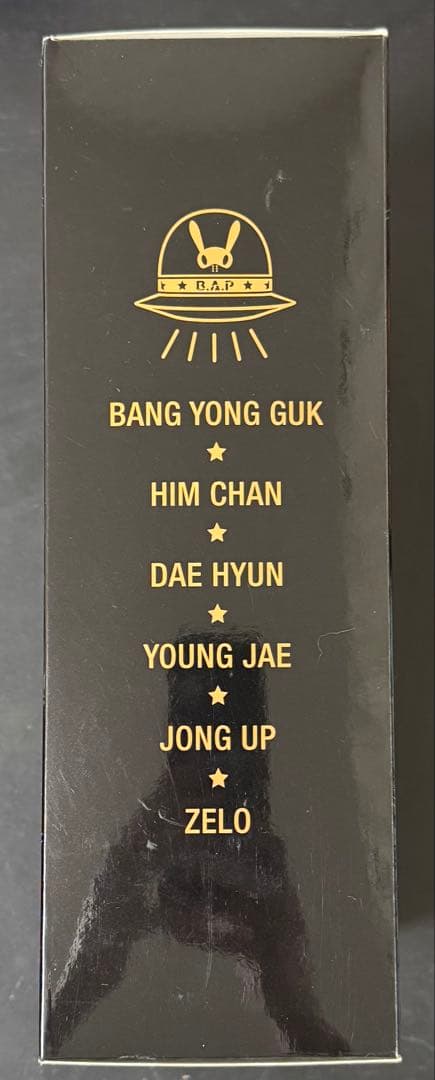 ★ ★ B.A.P ★ ★
BANG YONG GUK
★
HIM CHAN
★
DAE HYUN
★
YOUNG JAE
★
JONG UP
★
ZELO